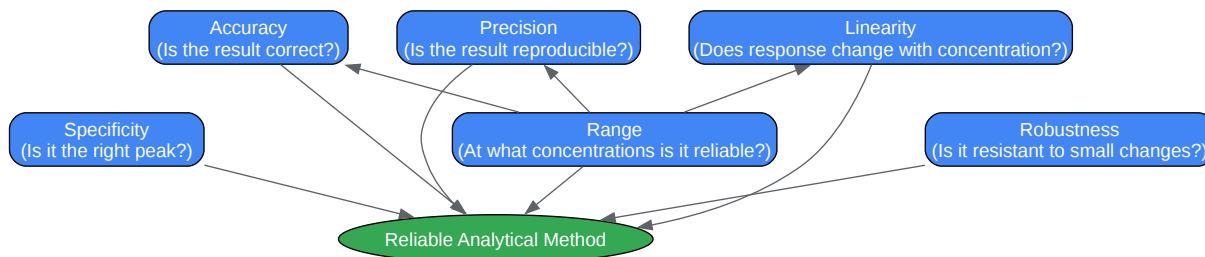 Accuracy
(Is the result correct?)
Precision
(Is the result reproducible?)
Linearity
(Does response change with concentration?)
Specificity
(Is it the right peak?)
Range
(At what concentrations is it reliable?)
Robustness
(Is it resistant to small changes?)
Reliable Analytical Method